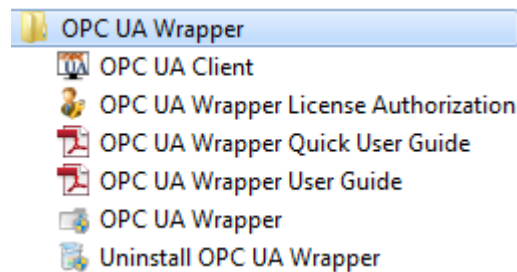 OPC UA Wrapper
OPC UA Client
OPC UA Wrapper License Authorization
OPC UA Wrapper Quick User Guide
OPC UA Wrapper User Guide
OPC UA Wrapper
Uninstall OPC UA Wrapper